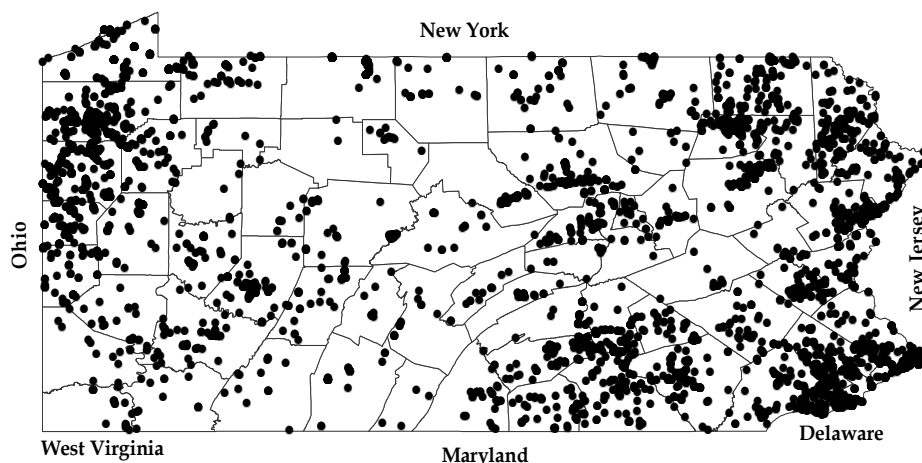 New York
Ohio
New Jersey
West Virginia
Maryland
Delaware